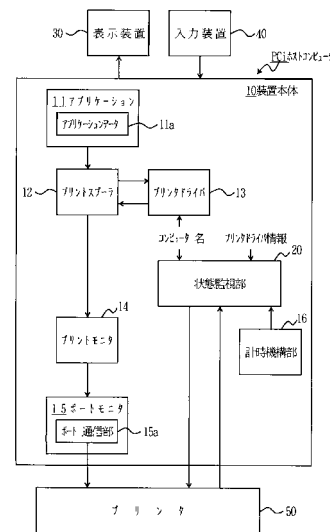 30
表示装置
入力装置
40
PCiホストコンピュータ
10装置本体
11アプリケーション
アプリケーションデータ
11a
12
プリントスプーラ
プリンタドライバ
13
コンピュータ名
プリンタドライバ情報
20
状態監視部
14
プリントモニタ
16
計時機構部
15ポートモニタ
ポート通信部
15a
プリンタ
50